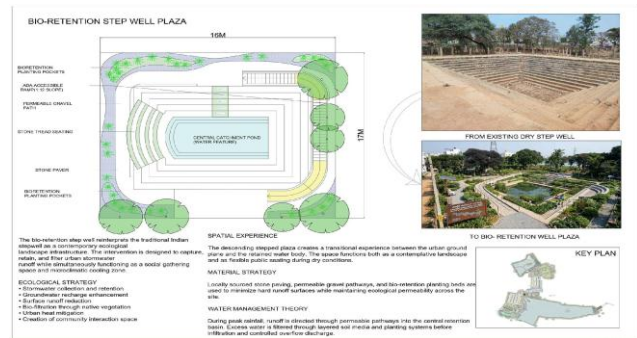 BIO-RETENTION STEP WELL PLAZA
16M
17M
BIORETENTION
PLANTING POCKETS
ABA ACCESSIBLE
RAMP(1:12 SLOPE)
PERMEABLE GRAVEL
PATH
STONE TREAD SEATING
STONE PAVER
BIORETENTION
PLANTING POCKETS
CENTRAL CATCHMENT POND
(WATER FEATURE)
FROM EXISTING DRY STEP WELL
TO BIO- RETENTION WELL PLAZA
KEY PLAN
The bio-retention step well reinterprets the traditional Indian
stepwell as a contemporary ecological
landscape infrastructure. The intervention is designed to capture,
retain, and filter urban stormwater
runoff while simultaneously functioning as a social gathering
space and microclimatic cooling zone.
ECOLOGICAL STRATEGY
• Stormwater collection and retention
• Groundwater recharge enhancement
• Surface runoff reduction
• Bio-filtration through native vegetation
• Urban heat mitigation
• Creation of community interaction space
SPATIAL EXPERIENCE
The descending stepped plaza creates a transitional experience between the urban ground
plane and the retained water body. The space functions both as a contemplative landscape
and as flexible public seating during dry conditions.
MATERIAL STRATEGY
Locally sourced stone paving, permeable gravel pathways, and bio-retention planting beds are
used to minimize hard runoff surfaces while maintaining ecological permeability across the
site.
WATER MANAGEMENT THEORY
During peak rainfall, runoff is directed through permeable pathways into the central retention
basin. Excess water is filtered through layered soil media and planting systems before
infiltration and controlled overflow discharge.